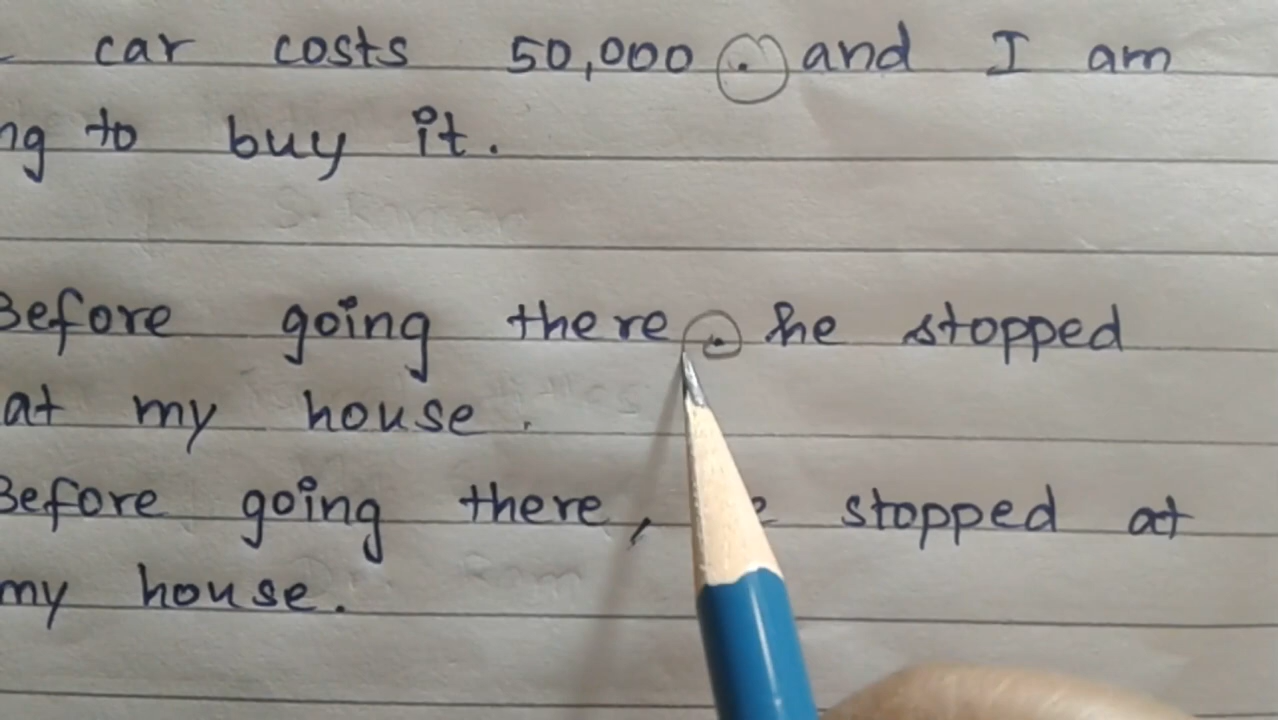 car costs 50,000 . and I am
ng to buy it.
Before going there . he stopped
at my house .
Before going there, e stopped at
my house.